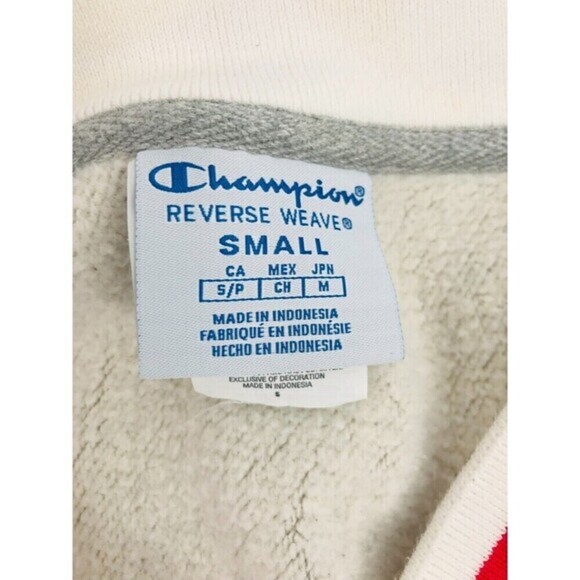 Champion®
REVERSE WEAVE®
SMALL
CA MEX JPN
S/P CH M
MADE IN INDONESIA
FABRIQUÉ EN INDONÉSIE
HECHO EN INDONESIA
EXCLUSIVE OF DECORATION
MADE IN INDONESIA
S